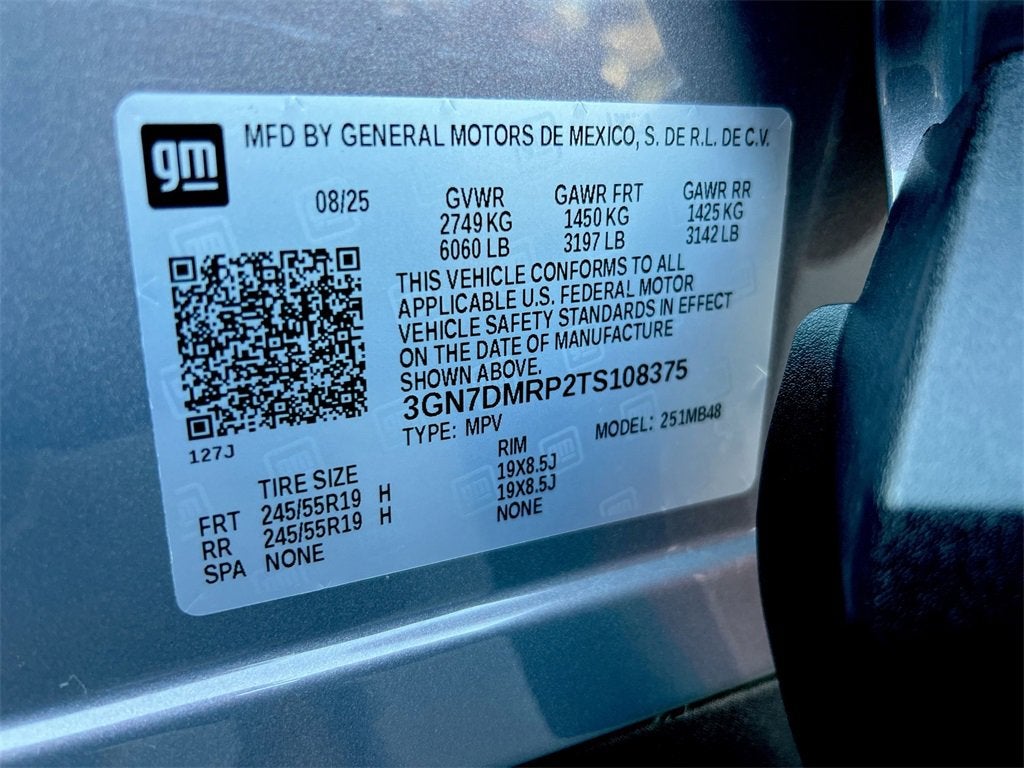 gm
MFD BY GENERAL MOTORS DE MEXICO, S. DE R.L. DE C.V.
08/25 GVWR GAWR FRT GAWR RR
2749 KG 1450 KG 1425 KG
6060 LB 3197 LB 3142 LB
THIS VEHICLE CONFORMS TO ALL
APPLICABLE U.S. FEDERAL MOTOR
VEHICLE SAFETY STANDARDS IN EFFECT
ON THE DATE OF MANUFACTURE
SHOWN ABOVE.
3GN7DMRP2TS108375
127J
TYPE: MPV MODEL: 251MB48
TIRE SIZE RIM
FRT 245/55R19 H 19X8.5J
RR 245/55R19 H 19X8.5J
SPA NONE NONE